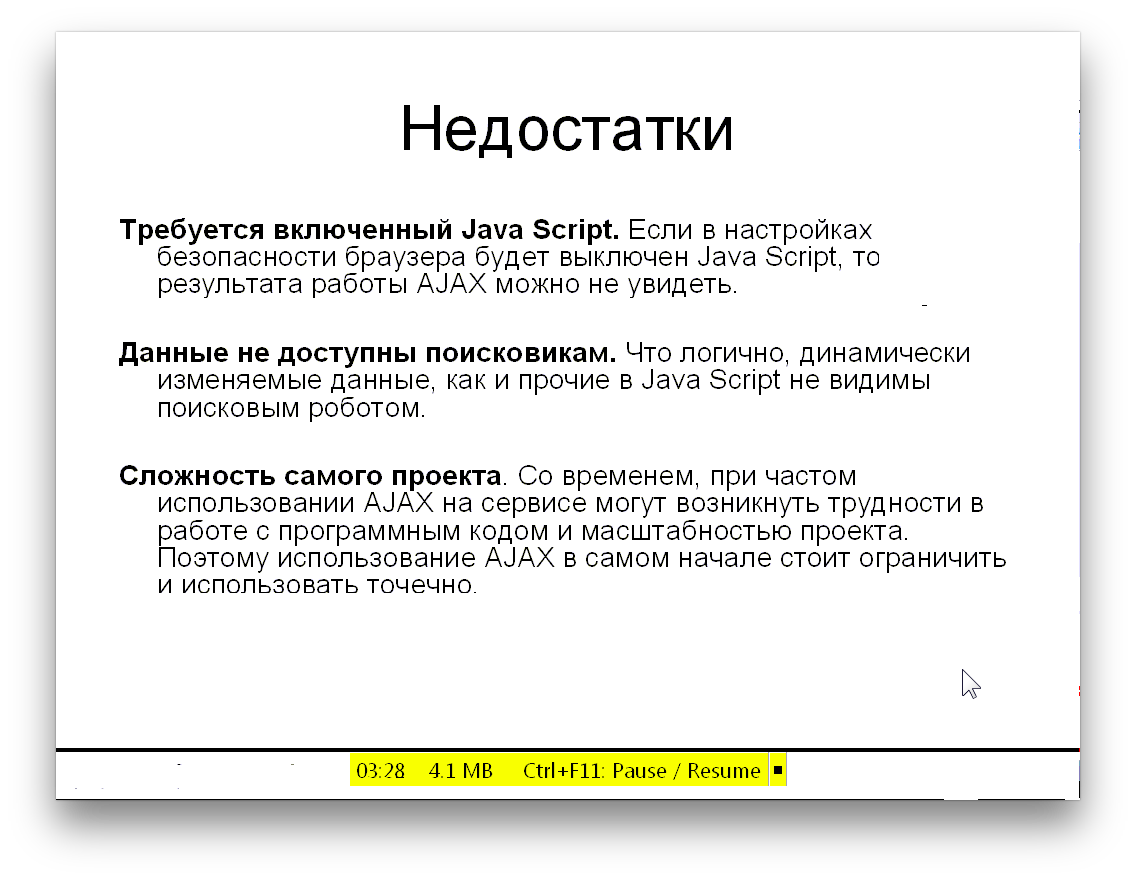 Недостатки
Требуется включенный Java Script. Если в настройках
безопасности браузера будет выключен Java Script, то
результата работы AJAX можно не увидеть.
Данные не доступны поисковикам. Что логично, динамически
изменяемые данные, как и прочие в Java Script не видимы
поисковым роботом.
Сложность самого проекта. Со временем, при частом
использовании AJAX на сервисе могут возникнуть трудности в
работе с программным кодом и масштабностью проекта.
Поэтому использование AJAX в самом начале стоит ограничить
и использовать точечно.
03:28 4.1 MB Ctrl+F11: Pause / Resume